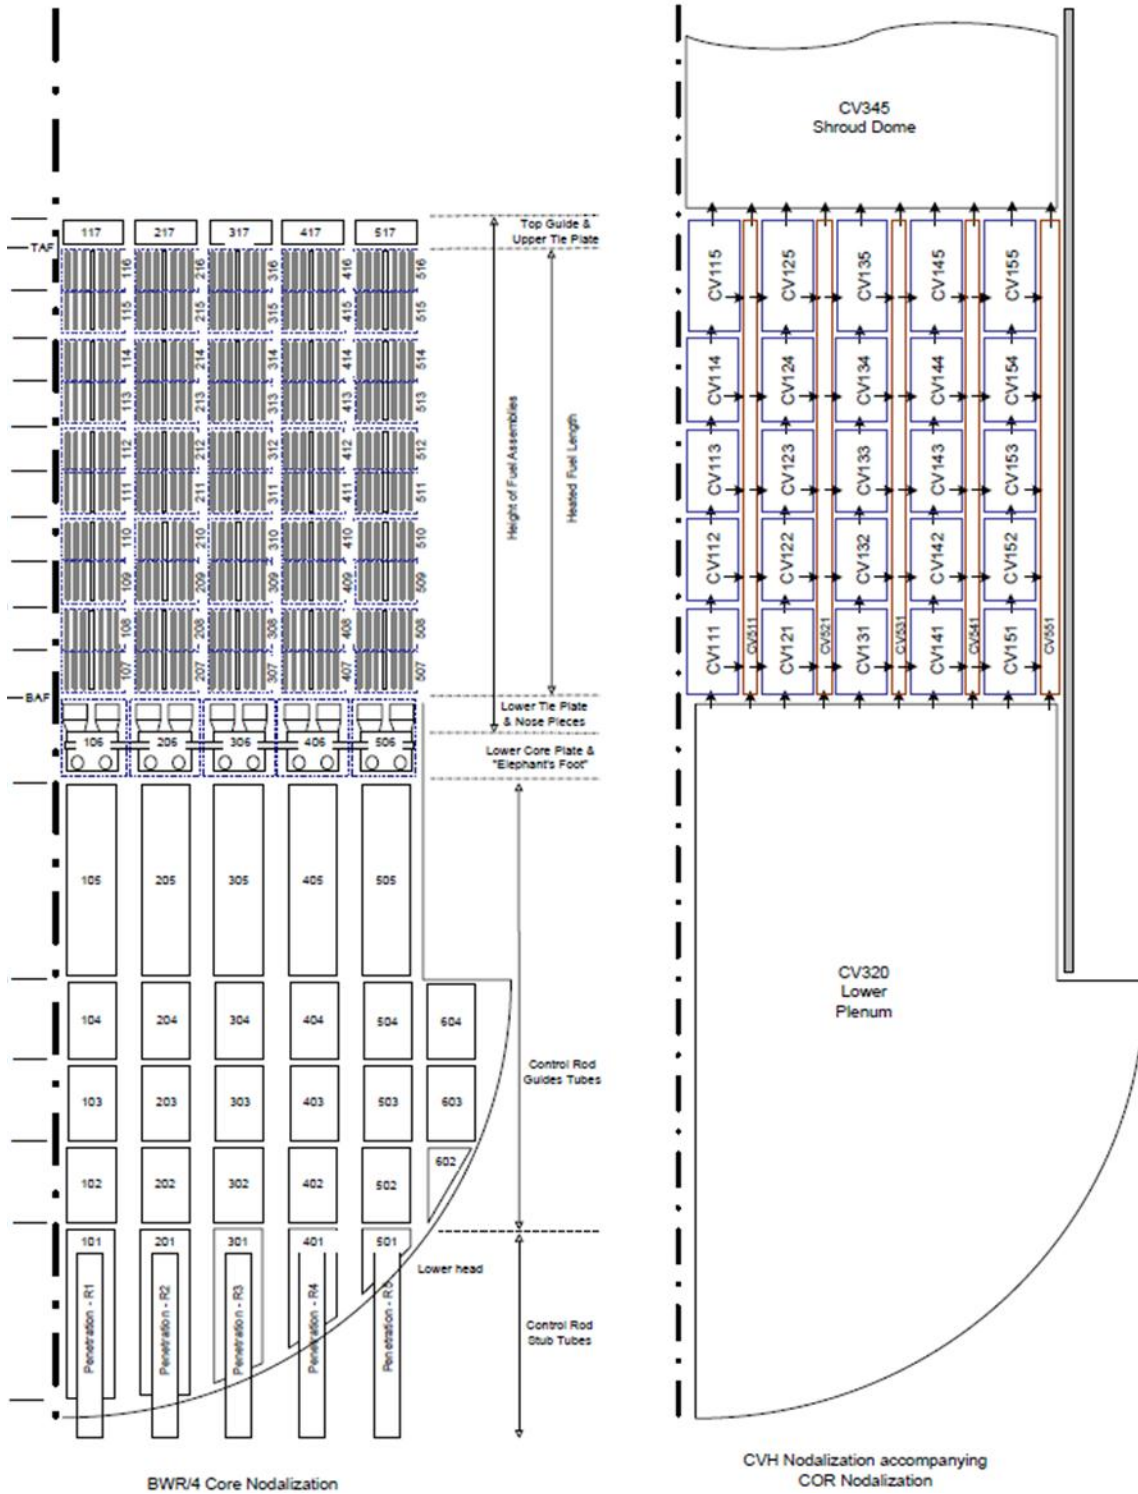 CV345
Shroud Dome
117 217 317 417 517
Top Guide &
Upper Tie Plate
TAF
116 216 316 416 516
115 215 315 415 515
114 214 314 414 514
113 213 313 413 513
112 212 312 412 512
111 211 311 411 511
110 210 310 410 510
109 209 309 409 509
108 208 308 408 508
107 207 307 407 507
Height of Fuel Assemblies
Heated Fuel Length
BAF
Lower Tie Plate
& Nose Pieces
106 206 306 406 506
Lower Core Plate &
"Elephant's Foot"
105 205 305 405 505
104 204 304 404 504 604
103 203 303 403 503 603
102 202 302 402 502 602
Control Rod
Guides Tubes
101 201 301 401 501
Lower head
Penetration - R1
Penetration - R2
Penetration - R3
Penetration - R4
Penetration - R5
Control Rod
Stub Tubes
BWR/4 Core Nodalization
CV115 CV125 CV135 CV145 CV155
CV114 CV124 CV134 CV144 CV154
CV113 CV123 CV133 CV143 CV153
CV112 CV122 CV132 CV142 CV152
CV111 CV511 CV121 CV521 CV131 CV531 CV141 CV541 CV151 CV551
CV320
Lower
Plenum
CVH Nodalization accompanying
COR Nodalization